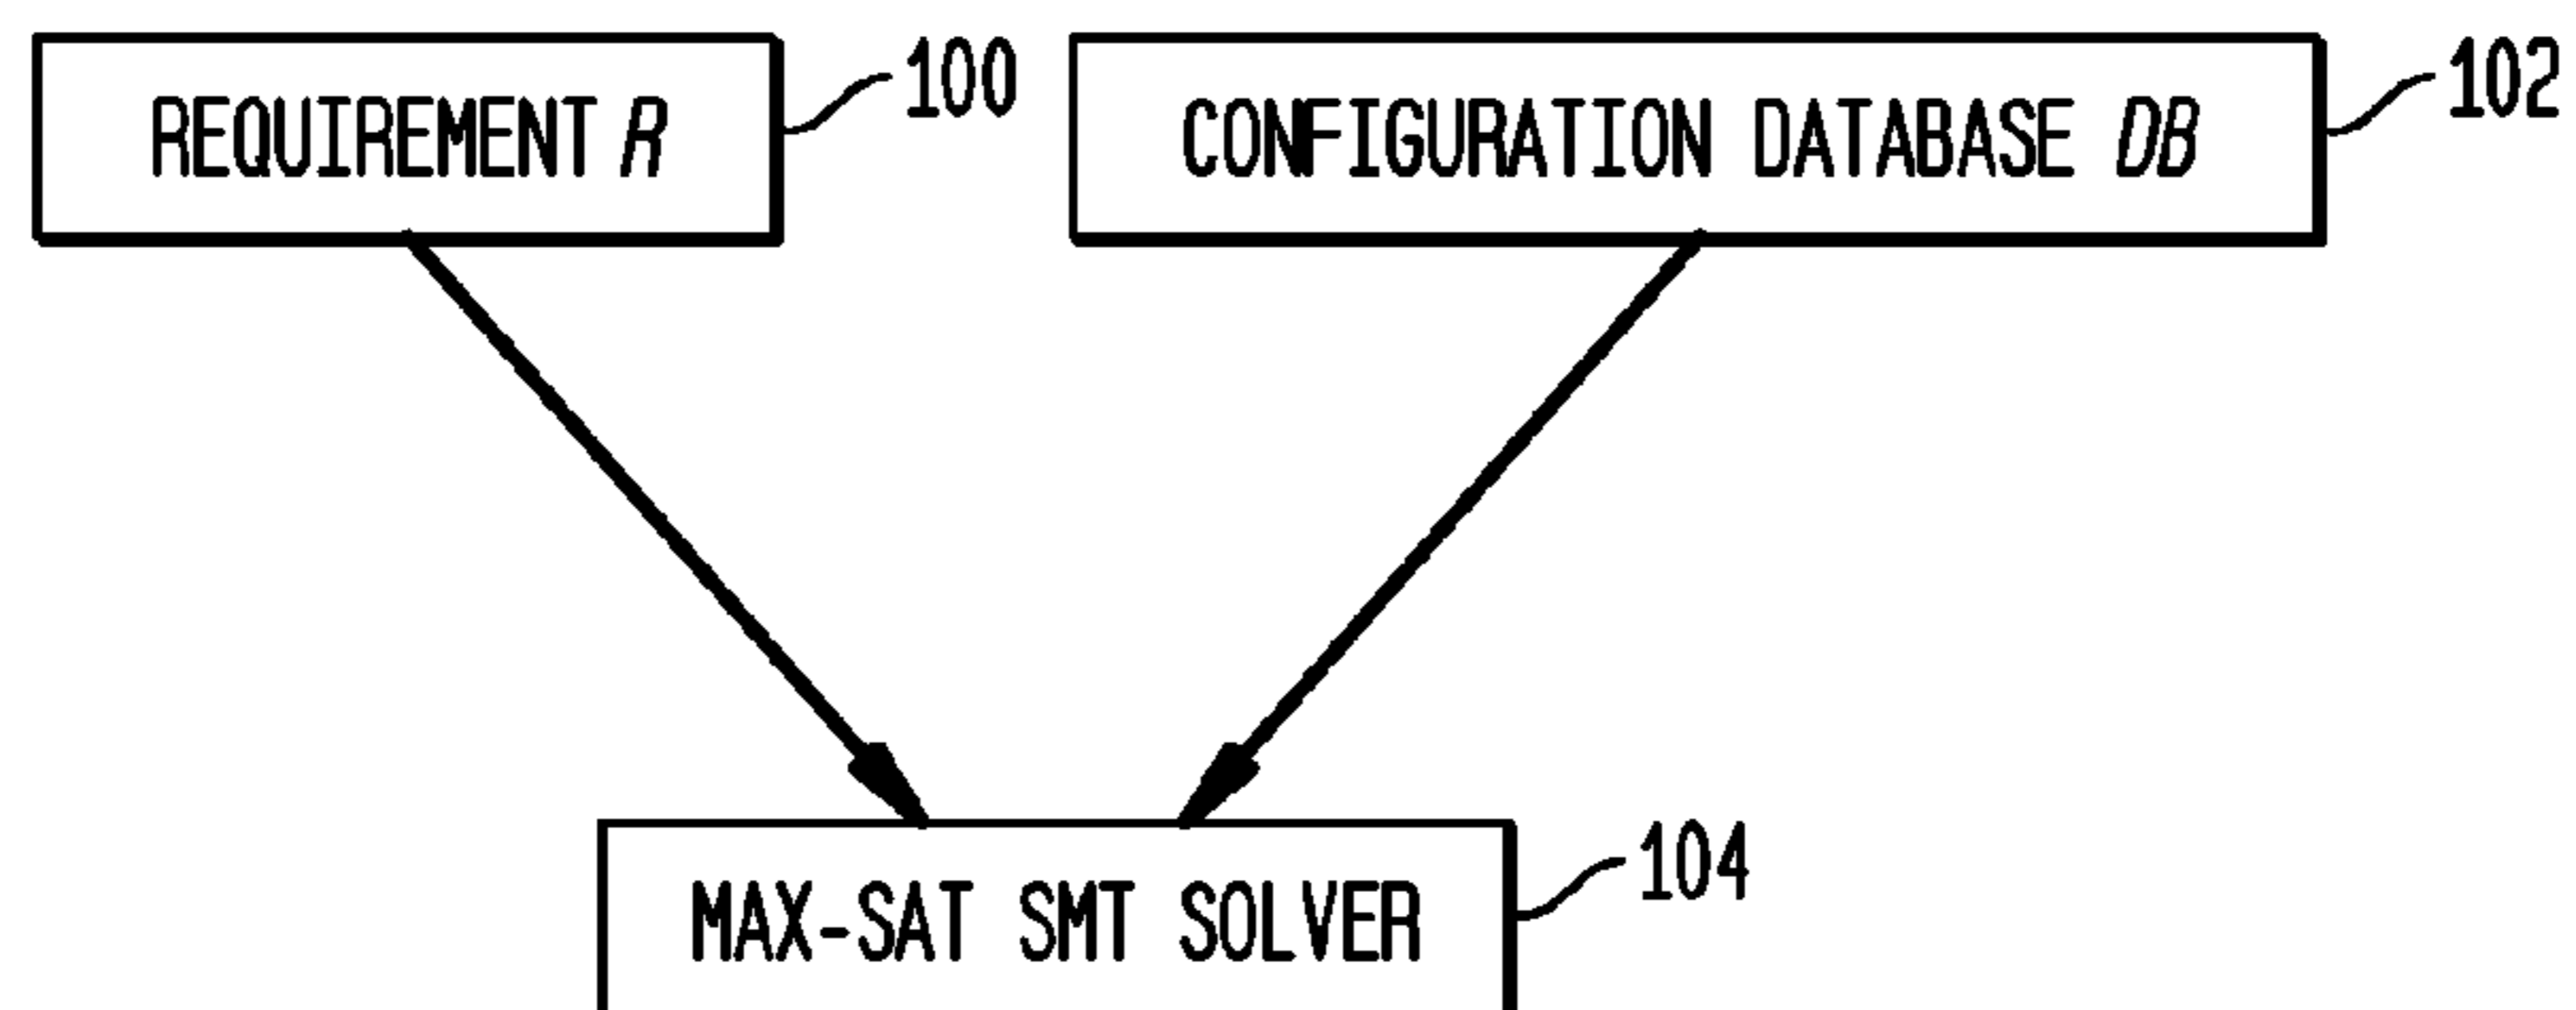 REQUIREMENT R
100
CONFIGURATION DATABASE DB
102
MAX-SAT SMT SOLVER
104